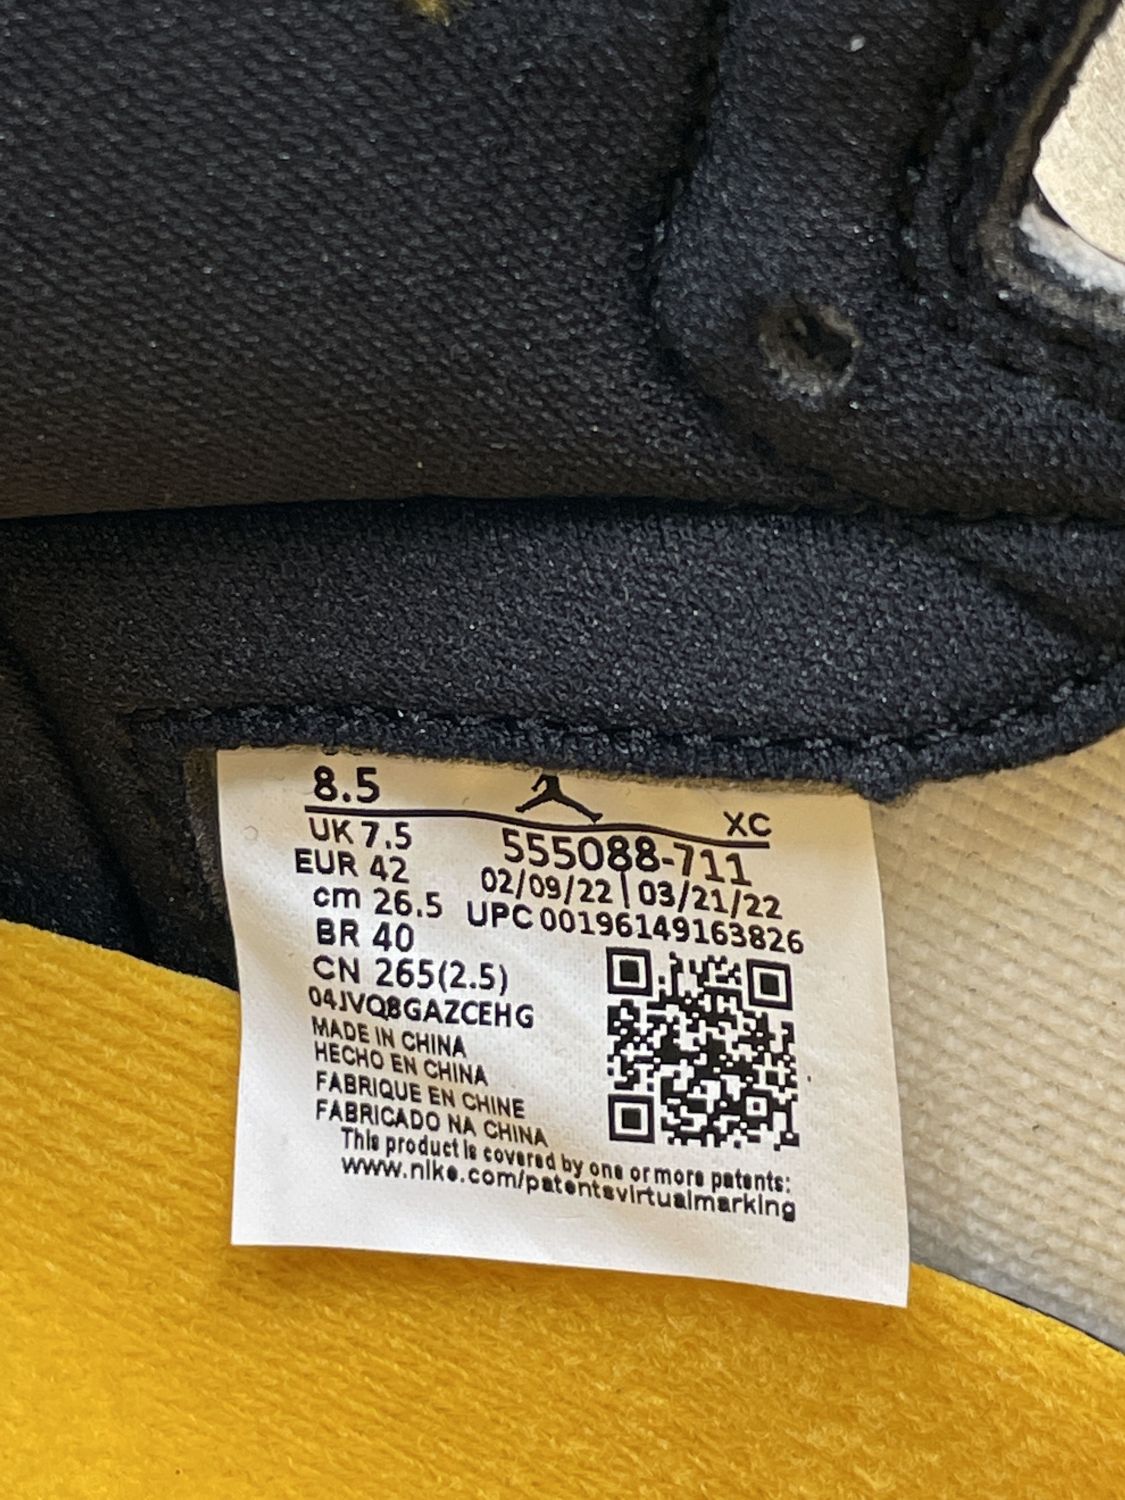 8.5
XC
UK 7.5
555088-711
EUR 42
02/09/22 | 03/21/22
cm 26.5
UPC 00196149163826
BR 40
CN 265(2.5)
04JVQ8GAZCEHG
MADE IN CHINA
HECHO EN CHINA
FABRIQUE EN CHINE
FABRICADO NA CHINA
This product is covered by one or more patents:
www.nike.com/patentsvirtualmarking